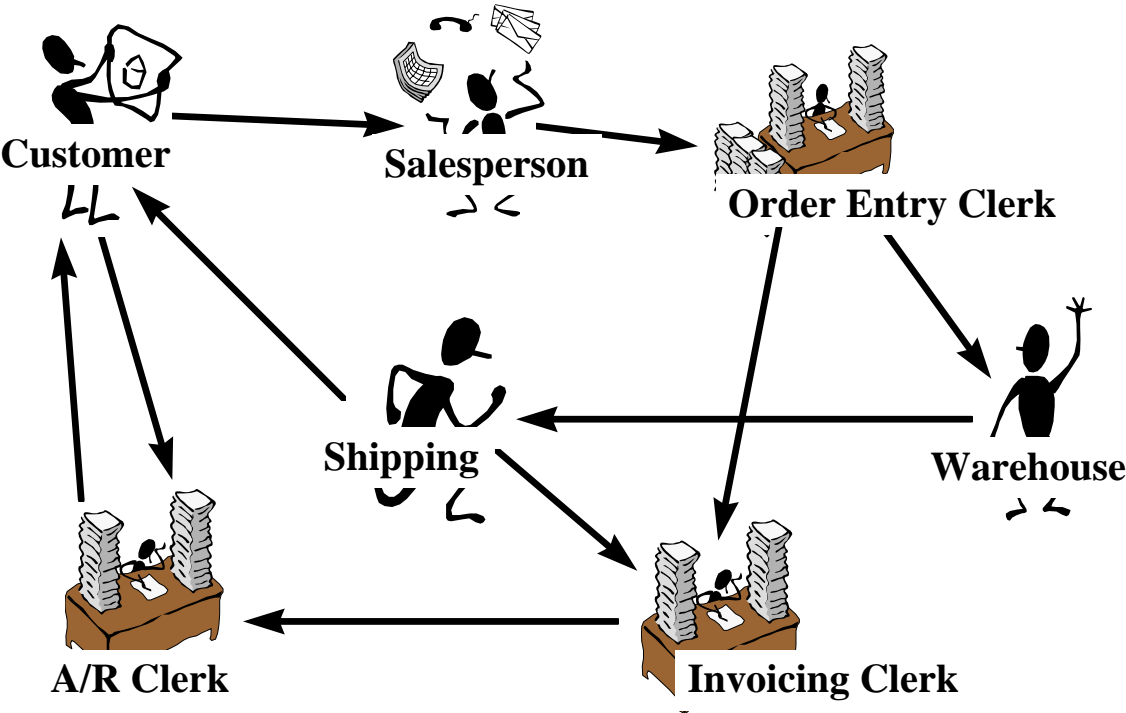 Customer
Salesperson
Order Entry Clerk
Shipping
Warehouse
A/R Clerk
Invoicing Clerk